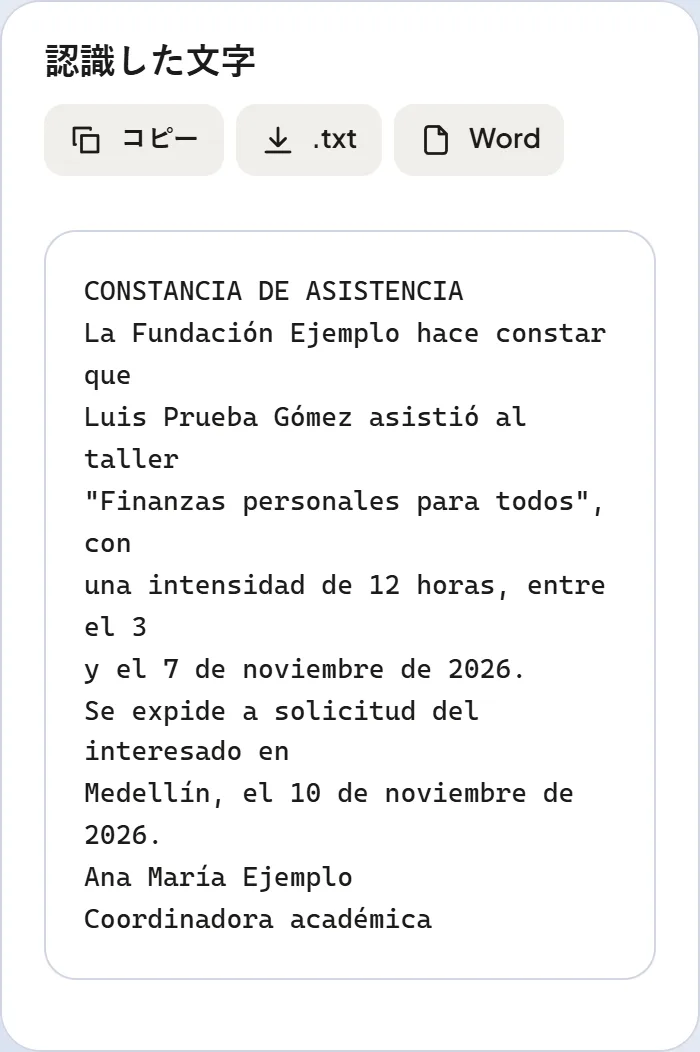 認識した文字
コピー
.txt
Word
CONSTANCIA DE ASISTENCIA
La Fundación Ejemplo hace constar
que
Luis Prueba Gómez asistió al
taller
"Finanzas personales para todos",
con
una intensidad de 12 horas, entre
el 3
y el 7 de noviembre de 2026.
Se expide a solicitud del
interesado en
Medellín, el 10 de noviembre de
2026.
Ana María Ejemplo
Coordinadora académica